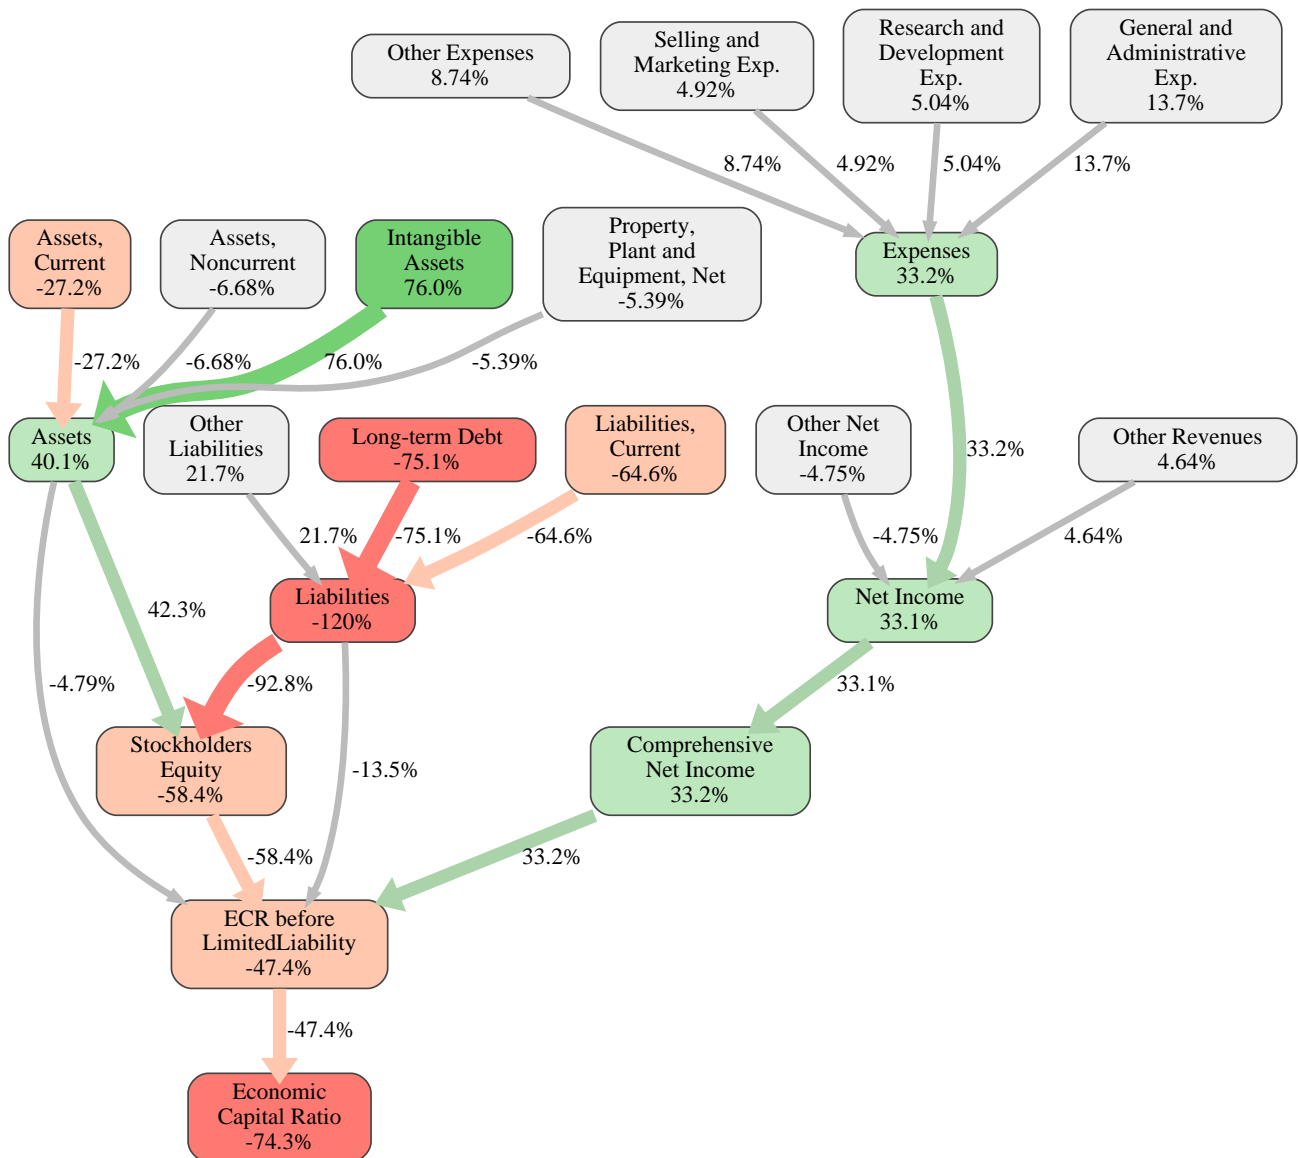 Other Expenses
8.74%
Selling and
Marketing Exp.
4.92%
Research and
Development
Exp.
5.04%
General and
Administrative
Exp.
13.7%
8.74%
4.92%
5.04%
13.7%
Assets,
Current
-27.2%
Assets,
Noncurrent
-6.68%
Intangible
Assets
76.0%
Property,
Plant and
Equipment, Net
-5.39%
Expenses
33.2%
-27.2%
-6.68%
76.0%
-5.39%
Assets
40.1%
Other
Liabilities
21.7%
Long-term Debt
-75.1%
Liabilities,
Current
-64.6%
Other Net
Income
-4.75%
33.2%
Other Revenues
4.64%
21.7%
-75.1%
-64.6%
-4.75%
4.64%
42.3%
Liabilities
-120%
Net Income
33.1%
-4.79%
-92.8%
33.1%
Stockholders
Equity
-58.4%
-13.5%
Comprehensive
Net Income
33.2%
-58.4%
33.2%
ECR before
LimitedLiability
-47.4%
-47.4%
Economic
Capital Ratio
-74.3%